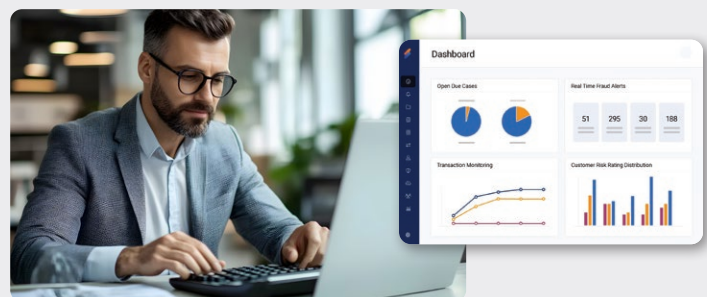 Dashboard
Open Due Cases
Real Time Fraud Alerts
51 295 30 188
Transaction Monitoring
Customer Risk Rating Distribution